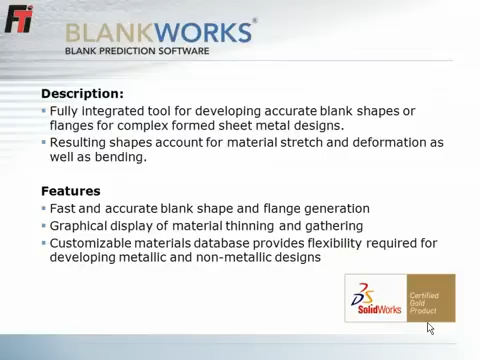 FTi
BLANKWORKS®
BLANK PREDICTION SOFTWARE
Description:
▪ Fully integrated tool for developing accurate blank shapes or
flanges for complex formed sheet metal designs.
▪ Resulting shapes account for material stretch and deformation as
well as bending.
Features
▪ Fast and accurate blank shape and flange generation
▪ Graphical display of material thinning and gathering
▪ Customizable materials database provides flexibility required for
developing metallic and non-metallic designs
SolidWorks
Certified
Gold
Product